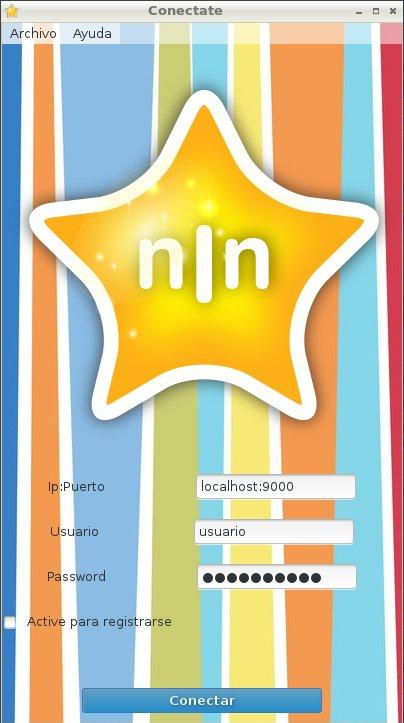 Conectate
Archivo Ayuda
n|n
Ip:Puerto localhost:9000
Usuario usuario
Password ●●●●●●●●●●
Active para registrarse
Conectar